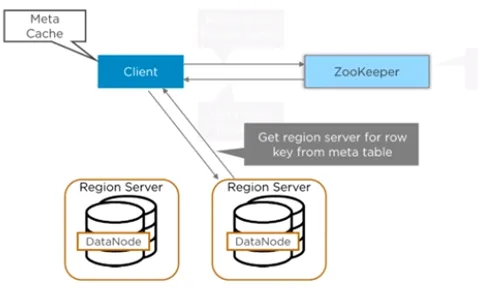 Meta
Cache
Client
ZooKeeper
Get region server for row
key from meta table
Region Server
DataNode
Region Server
DataNode